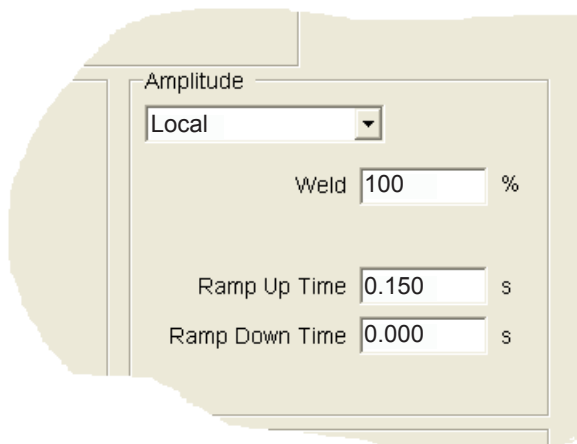 Amplitude
Local
Weld 100 %
Ramp Up Time 0.150 s
Ramp Down Time 0.000 s